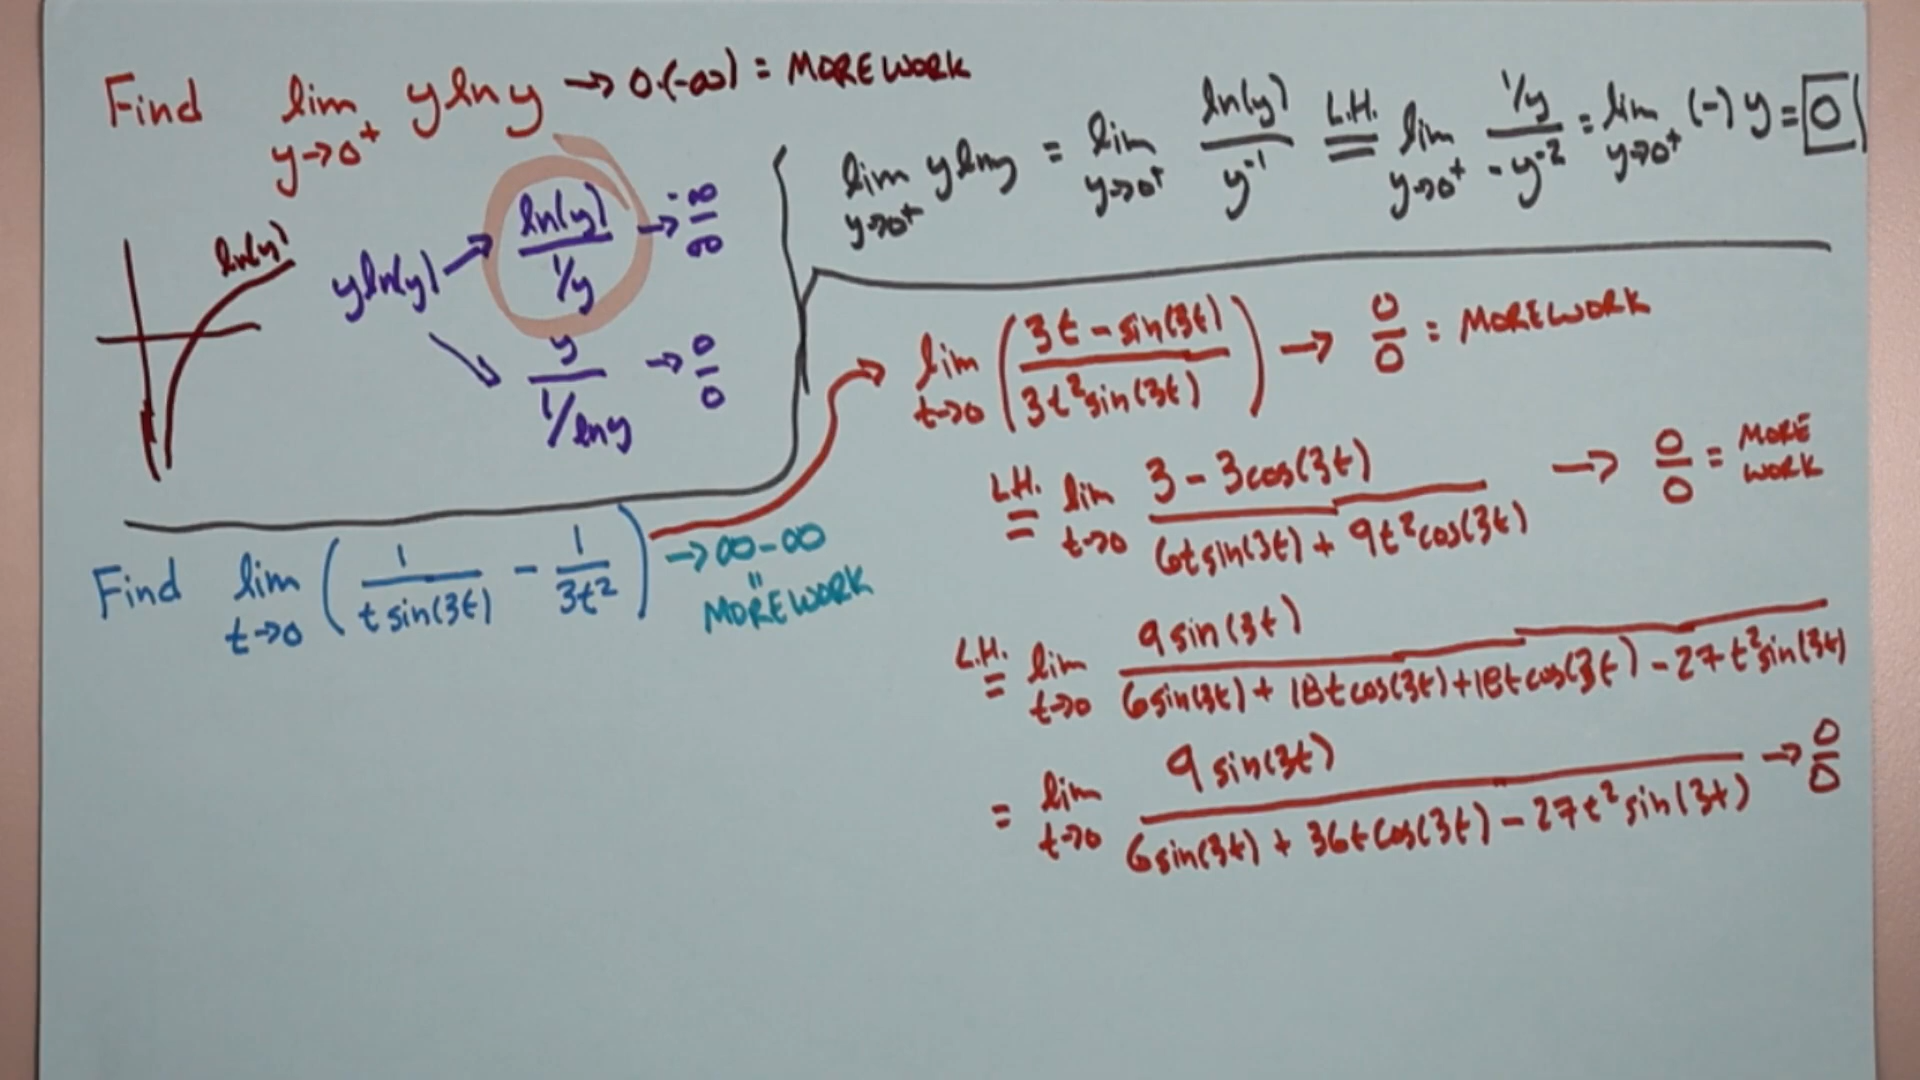 Find lim y→0⁺ y ln y → 0·(-∞) = MORE WORK
ln(y)
y ln(y) → ln(y) / 1/y → -∞/∞
↘ y / 1/ln y → 0/0
lim y→0⁺ y ln y = lim y→0⁺ ln(y) / y⁻¹ L.H. = lim y→0⁺ 1/y / -y⁻² = lim y→0⁺ (-) y = 0
Find lim t→0 ( 1 / t sin(3t) - 1 / 3t² ) → ∞-∞
"
MORE WORK
→ lim t→0 ( 3t - sin(3t) / 3t² sin(3t) ) → 0/0 = MORE WORK
L.H. = lim t→0 3 - 3cos(3t) / 6t sin(3t) + 9t² cos(3t) → 0/0 = MORE WORK
L.H. = lim t→0 9 sin(3t) / 6 sin(3t) + 18t cos(3t) + 18t cos(3t) - 27t² sin(3t)
= lim t→0 9 sin(3t) / 6 sin(3t) + 36t cos(3t) - 27t² sin(3t) → 0/0